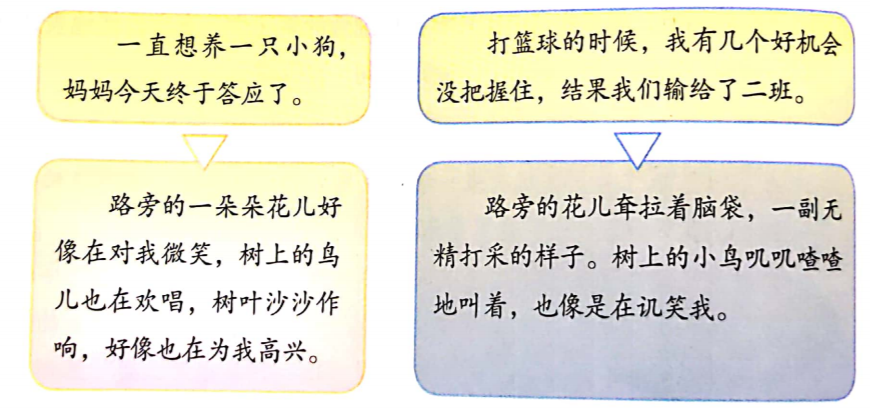 一直想养一只小狗，
妈妈今天终于答应了。
路旁的一朵朵花儿好
像在对我微笑，树上的鸟
儿也在欢唱，树叶沙沙作
响，好像也在为我高兴。
打篮球的时候，我有几个好机会
没把握住，结果我们输给了二班。
路旁的花儿耷拉着脑袋，一副无
精打采的样子。树上的小鸟叽叽喳喳
地叫着，也像是在讥笑我。